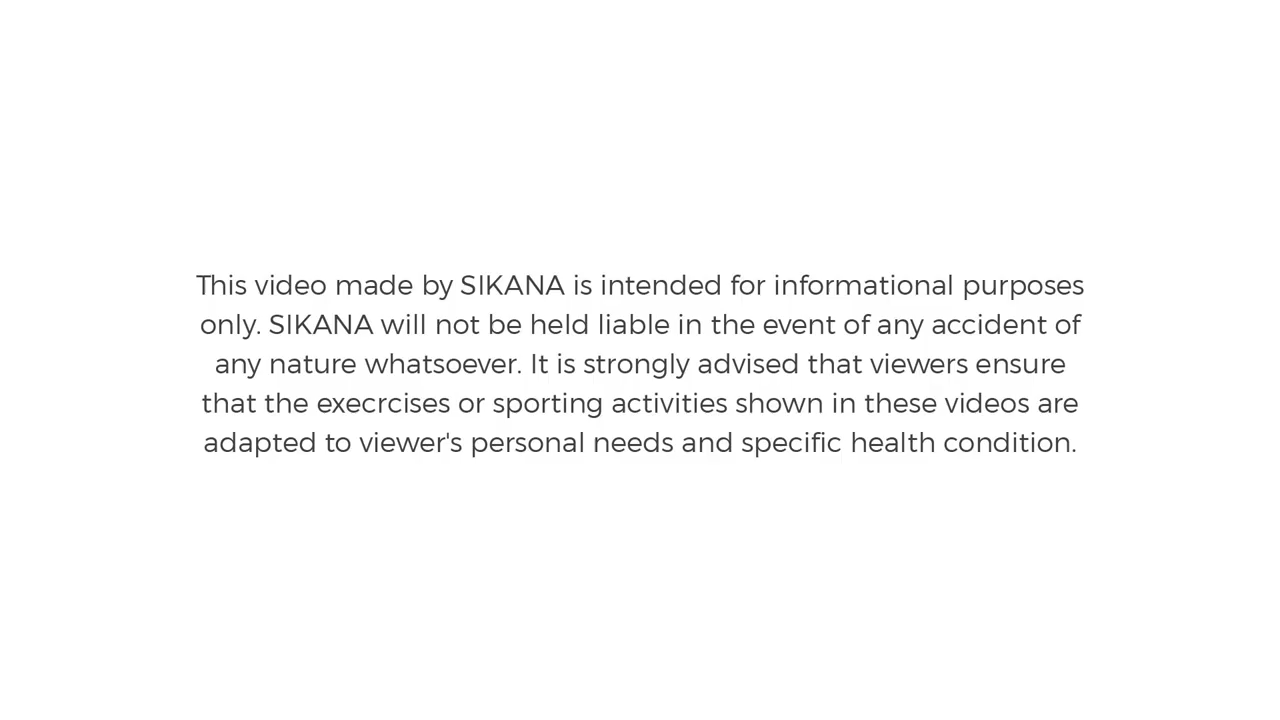 This video made by SIKANA is intended for informational purposes
only. SIKANA will not be held liable in the event of any accident of
any nature whatsoever. It is strongly advised that viewers ensure
that the execrcises or sporting activities shown in these videos are
adapted to viewer's personal needs and specific health condition.